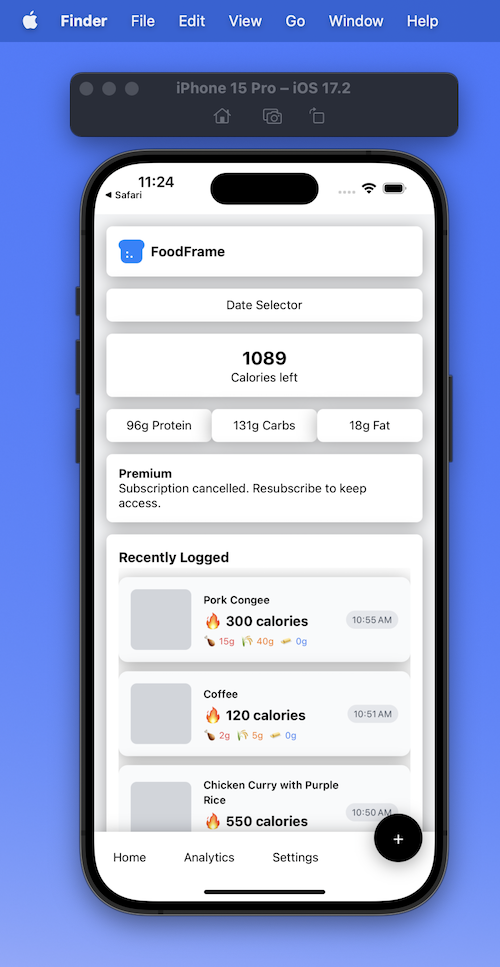 Finder File Edit View Go Window Help
iPhone 15 Pro – iOS 17.2
11:24
◀ Safari
FoodFrame
Date Selector
1089
Calories left
96g Protein 131g Carbs 18g Fat
Premium
Subscription cancelled. Resubscribe to keep
access.
Recently Logged
Pork Congee
🔥 300 calories
10:55 AM
🍗 15g 🌾 40g 🧈 0g
Coffee
🔥 120 calories
10:51 AM
🍗 2g 🌾 5g 🧈 0g
Chicken Curry with Purple
Rice
🔥 550 calories
10:50 AM
+
Home Analytics Settings